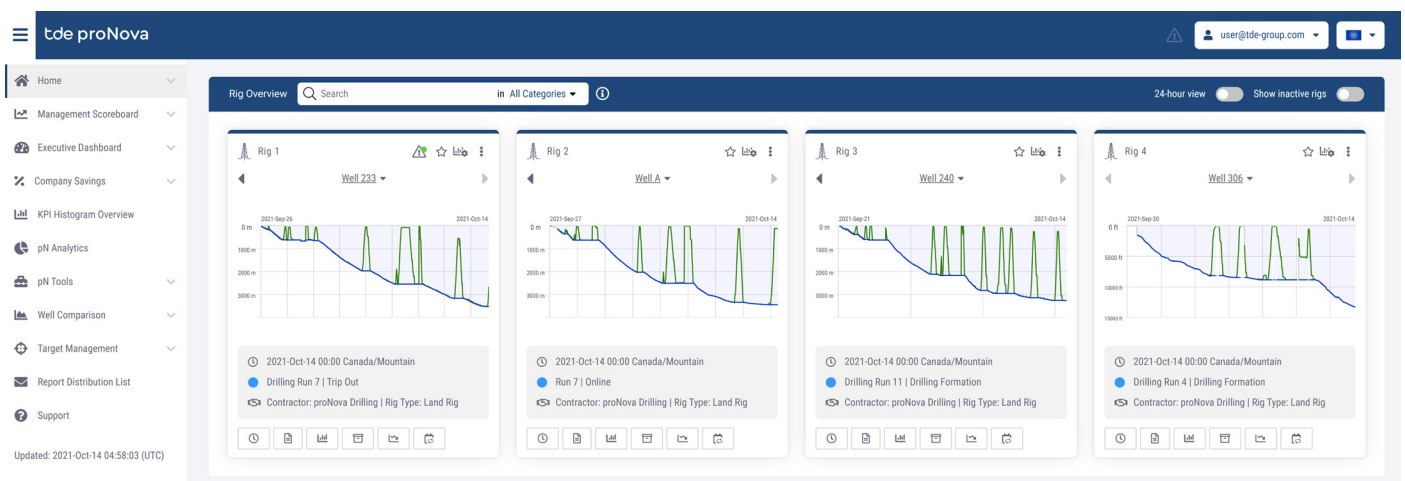 tde proNova
user@tde-group.com
Home
Management Scoreboard
Executive Dashboard
Company Savings
KPI Histogram Overview
pN Analytics
pN Tools
Well Comparison
Target Management
Report Distribution List
Support
Updated: 2021-Oct-14 04:58:03 (UTC)
Rig Overview Search in All Categories
24-hour view Show inactive rigs
Rig 1
Well 233
2021-Sep-26 2021-Oct-14
0 m
1000 m
2000 m
3000 m
2021-Oct-14 00:00 Canada/Mountain
Drilling Run 7 | Trip Out
Contractor: proNova Drilling | Rig Type: Land Rig
Rig 2
Well A
2021-Sep-27 2021-Oct-14
0 m
1000 m
2000 m
3000 m
2021-Oct-14 00:00 Canada/Mountain
Run 7 | Online
Contractor: proNova Drilling | Rig Type: Land Rig
Rig 3
Well 240
2021-Sep-21 2021-Oct-14
0 m
1000 m
2000 m
3000 m
2021-Oct-14 00:00 Canada/Mountain
Drilling Run 11 | Drilling Formation
Contractor: proNova Drilling | Rig Type: Land Rig
Rig 4
Well 306
2021-Sep-30 2021-Oct-14
0 ft
5000 ft
10000 ft
15000 ft
2021-Oct-14 00:00 Canada/Mountain
Drilling Run 4 | Drilling Formation
Contractor: proNova Drilling | Rig Type: Land Rig